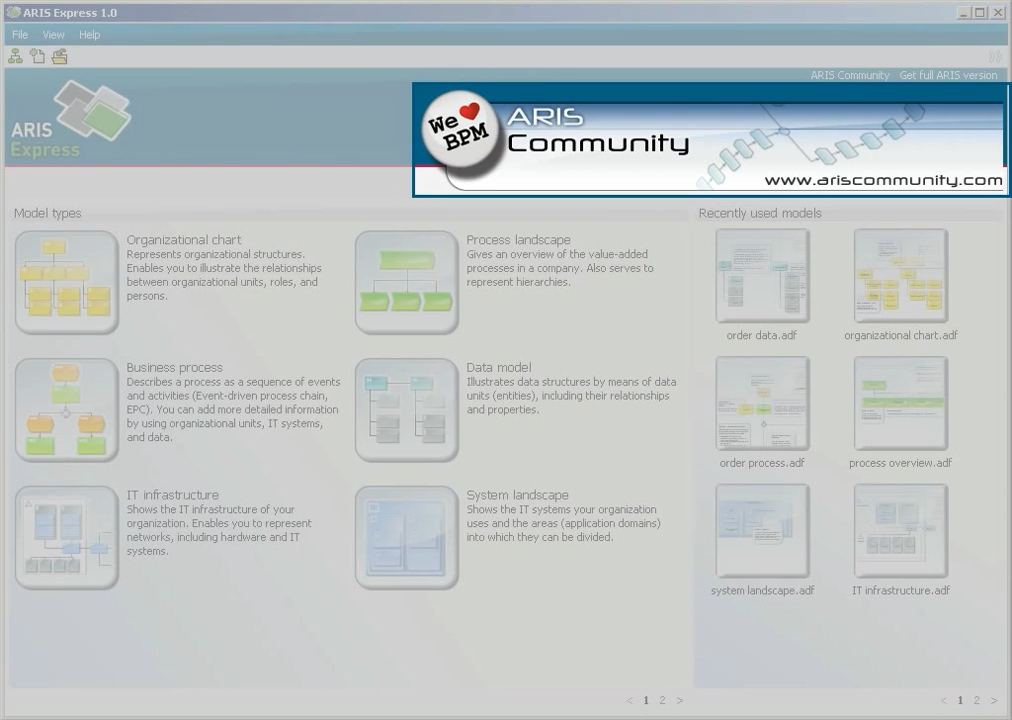 ARIS Express 1.0
File View Help
ARIS Community Get full ARIS version
ARIS
Express
We
BPM
ARIS
Community
www.ariscommunity.com
Model types
Recently used models
Organizational chart
Represents organizational structures.
Enables you to illustrate the relationships
between organizational units, roles, and
persons.
Process landscape
Gives an overview of the value-added
processes in a company. Also serves to
represent hierarchies.
order data.adf
organizational chart.adf
Business process
Describes a process as a sequence of events
and activities (Event-driven process chain,
EPC). You can add more detailed information
by using organizational units, IT systems,
and data.
Data model
Illustrates data structures by means of data
units (entities), including their relationships
and properties.
order process.adf
process overview.adf
IT infrastructure
Shows the IT infrastructure of your
organization. Enables you to represent
networks, including hardware and IT
systems.
System landscape
Shows the IT systems your organization
uses and the areas (application domains)
into which they can be divided.
system landscape.adf
IT infrastructure.adf
< 1 2 >
< 1 2 >